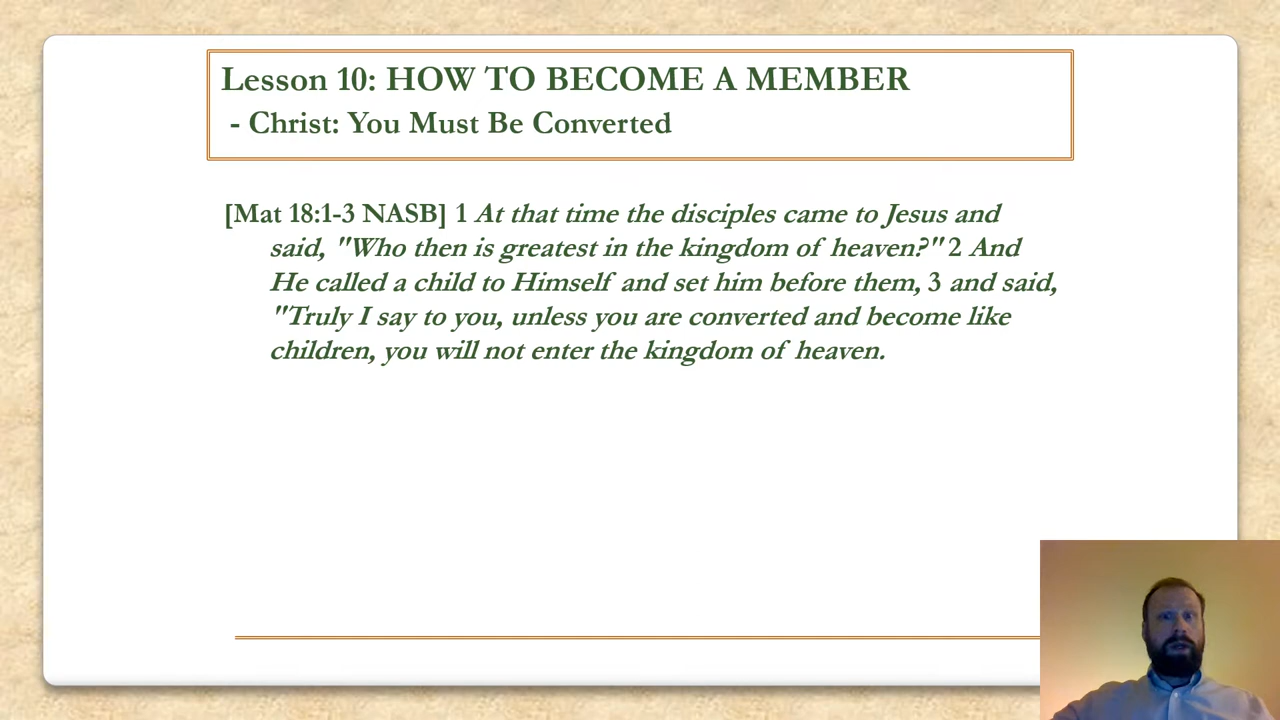 Lesson 10: HOW TO BECOME A MEMBER
- Christ: You Must Be Converted
[Mat 18:1-3 NASB] 1 At that time the disciples came to Jesus and
said, "Who then is greatest in the kingdom of heaven?" 2 And
He called a child to Himself and set him before them, 3 and said,
"Truly I say to you, unless you are converted and become like
children, you will not enter the kingdom of heaven.